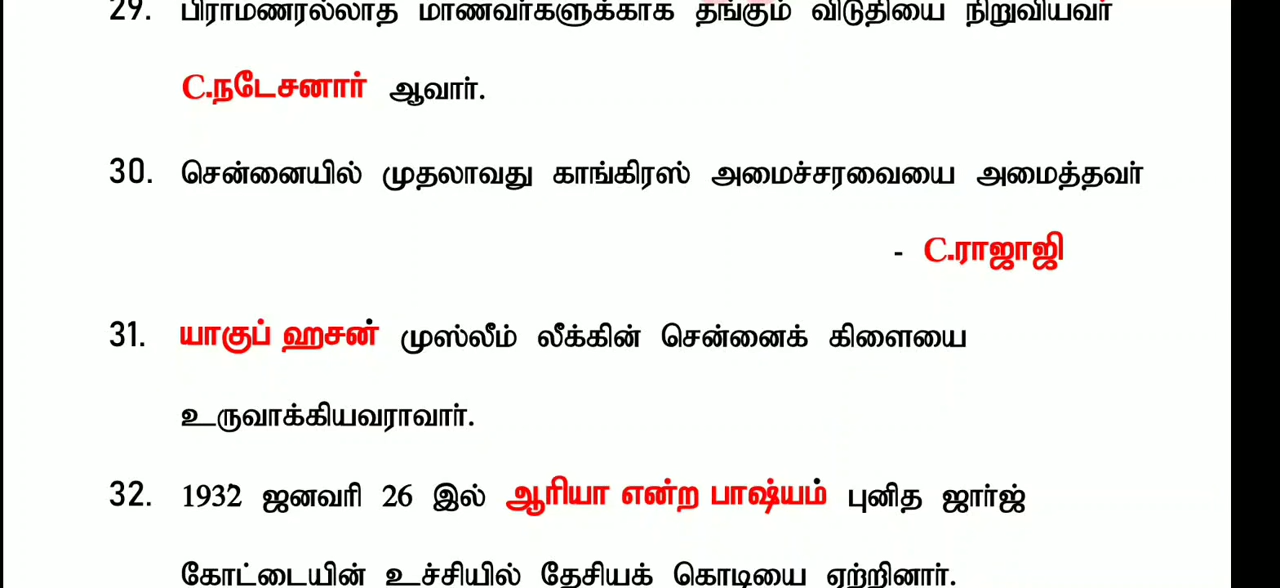 29. பிராமணரல்லாத மாணவர்களுக்காக தங்கும் விடுதியை நிறுவியவர்
C.நடேசனார் ஆவார்.
30. சென்னையில் முதலாவது காங்கிரஸ் அமைச்சரவையை அமைத்தவர்
- C.ராஜாஜி
31. யாகுப் ஹசன் முஸ்லீம் லீக்கின் சென்னைக் கிளையை
உருவாக்கியவராவார்.
32. 1932 ஜனவரி 26 இல் ஆரியா என்ற பாஷ்யம் புனித ஜார்ஜ்
கோட்டையின் உச்சியில் தேசியக் கொடியை ஏற்றினார்.